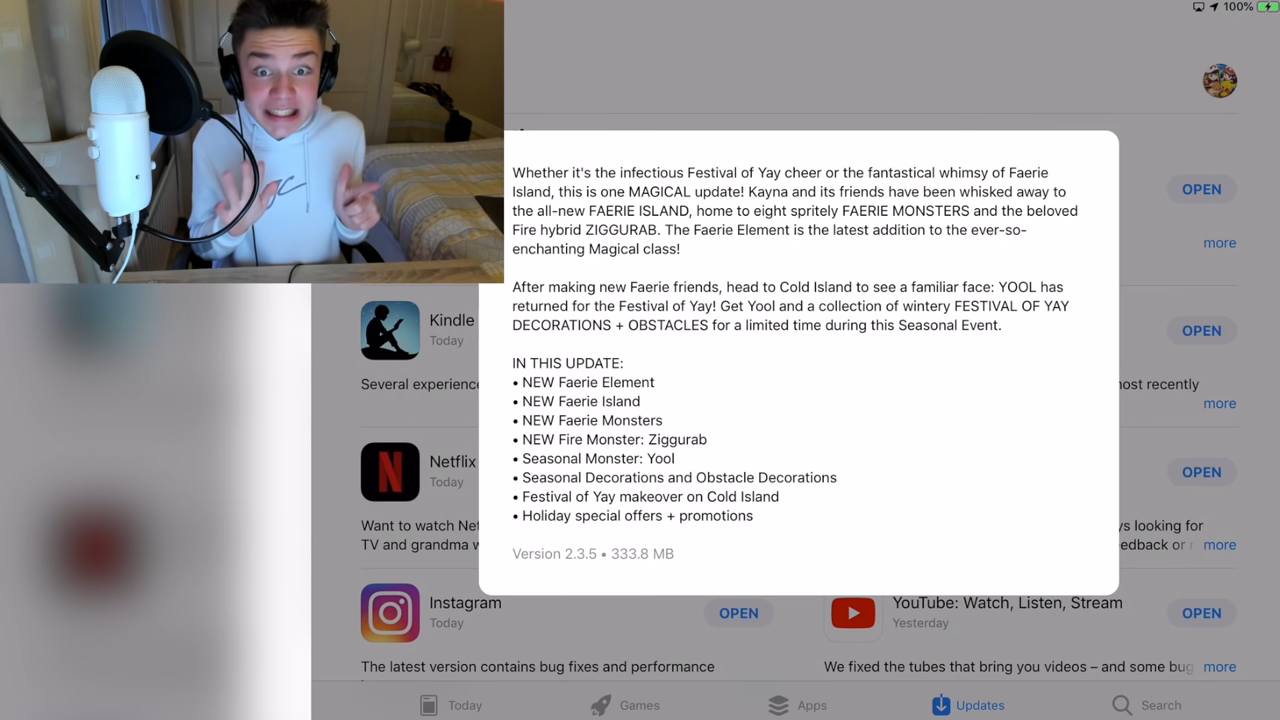 100%
OPEN
more
Whether it's the infectious Festival of Yay cheer or the fantastical whimsy of Faerie
Island, this is one MAGICAL update! Kayna and its friends have been whisked away to
the all-new FAERIE ISLAND, home to eight spritely FAERIE MONSTERS and the beloved
Fire hybrid ZIGGURAB. The Faerie Element is the latest addition to the ever-so-
enchanting Magical class!
After making new Faerie friends, head to Cold Island to see a familiar face: YOOL has
returned for the Festival of Yay! Get Yool and a collection of wintery FESTIVAL OF YAY
DECORATIONS + OBSTACLES for a limited time during this Seasonal Event.
IN THIS UPDATE:
• NEW Faerie Element
• NEW Faerie Island
• NEW Faerie Monsters
• NEW Fire Monster: Ziggurab
• Seasonal Monster: Yool
• Seasonal Decorations and Obstacle Decorations
• Festival of Yay makeover on Cold Island
• Holiday special offers + promotions
Version 2.3.5 • 333.8 MB
Kindle
Today
Several
OPEN
most recently
more
Netflix
Today
Want to watch
TV and grandma
OPEN
looking for
more
Instagram
Today
OPEN
The latest version contains bug fixes and performance
YouTube: Watch, Listen, Stream
Yesterday
OPEN
We fixed the tubes that bring you videos – and some bug
more
Today
Games
Apps
Updates
Search